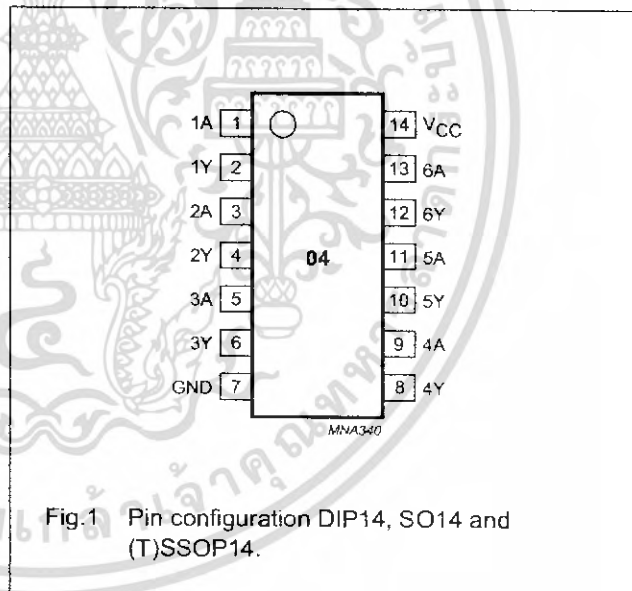 1A 1 14 VCC
1Y 2 13 6A
2A 3 12 6Y
2Y 4 04 11 5A
3A 5 10 5Y
3Y 6 9 4A
GND 7 8 4Y
MNA340
Fig.1 Pin configuration DIP14, SO14 and
(T)SSOP14.